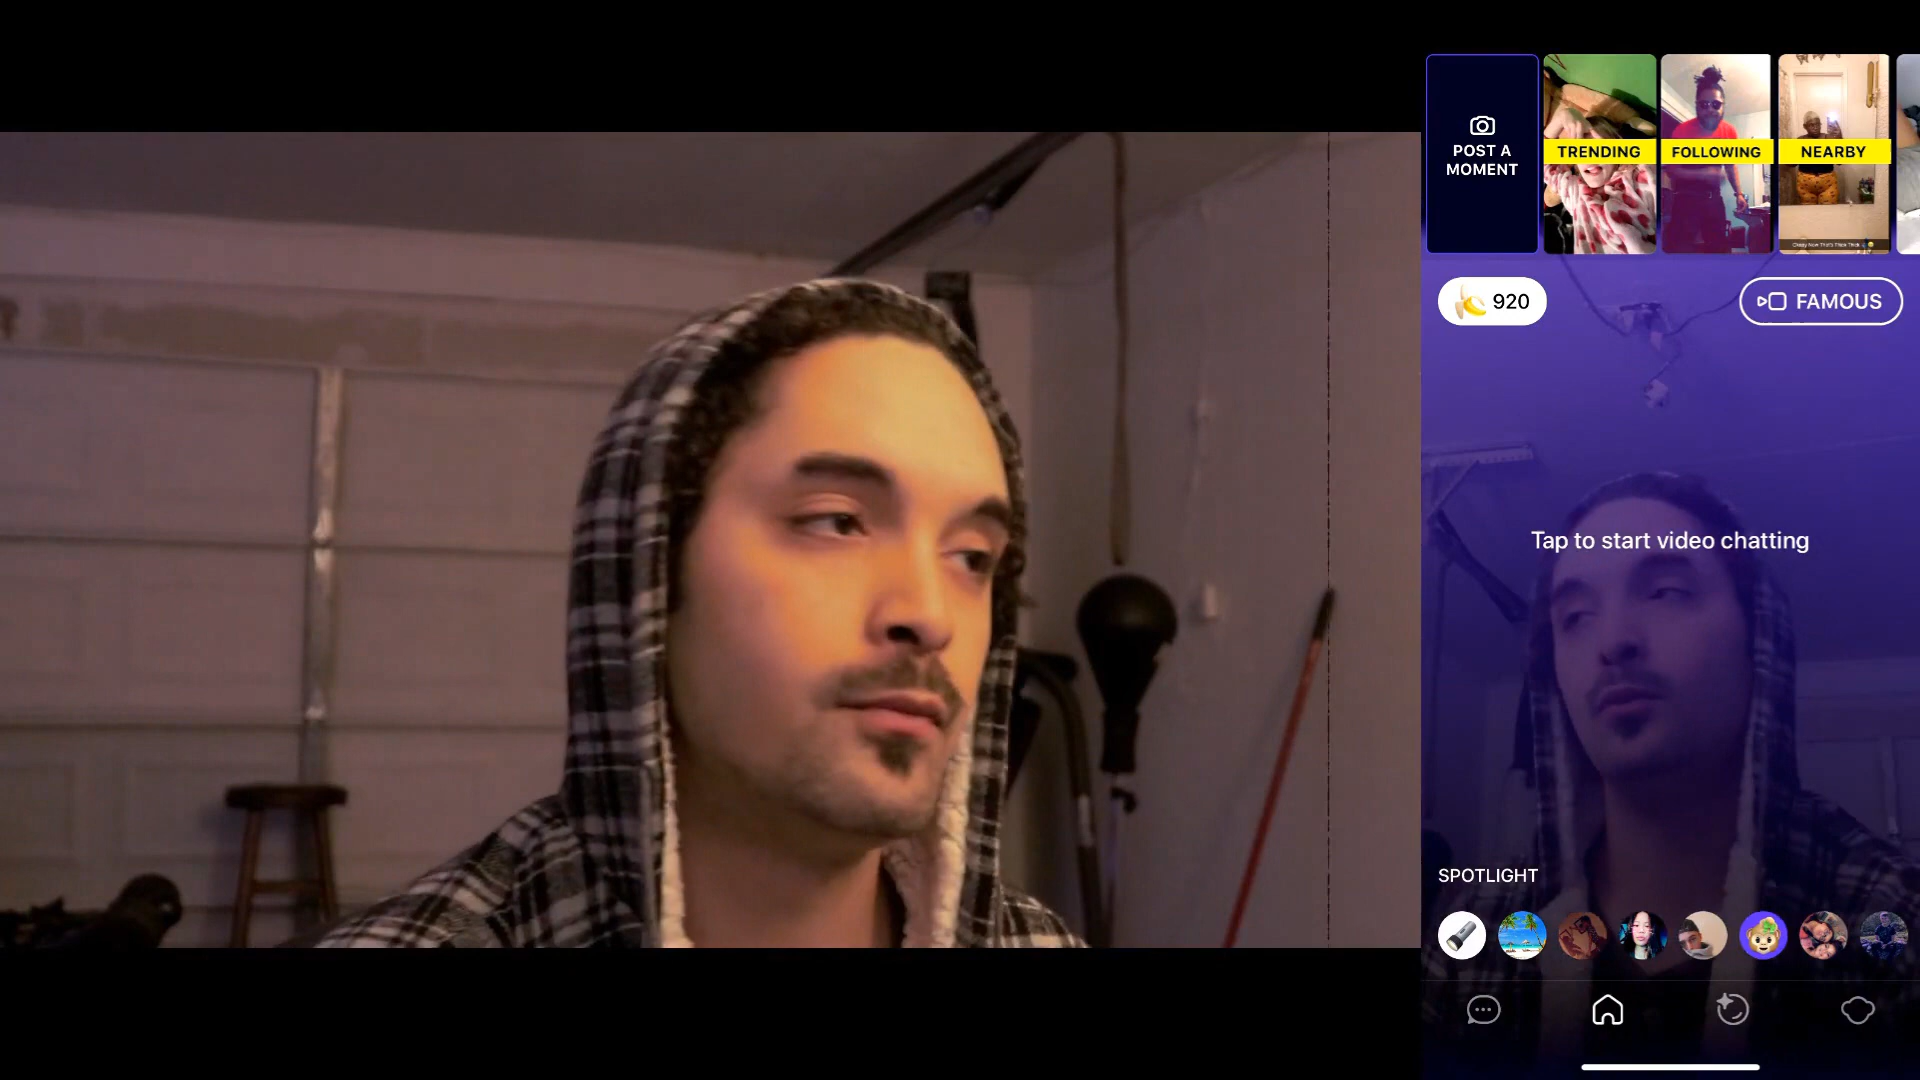 POST A
MOMENT
TRENDING
FOLLOWING
NEARBY
920
FAMOUS
Tap to start video chatting
SPOTLIGHT